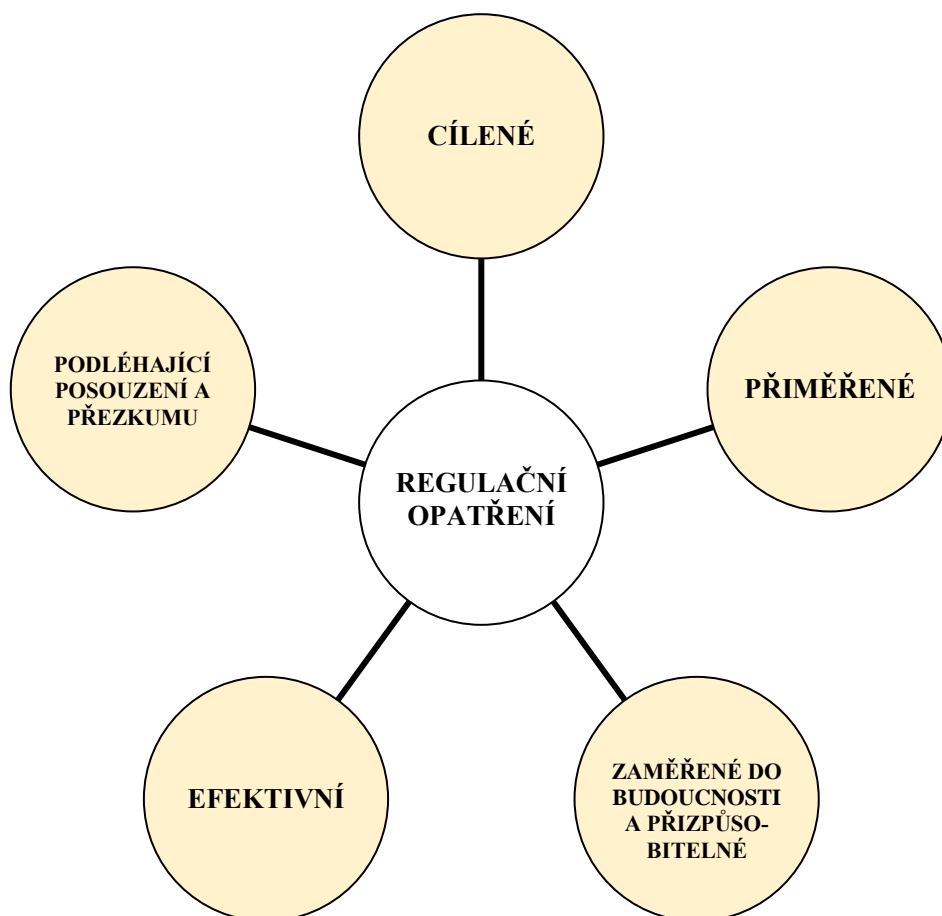 CÍLENÉ
PODLÉHAJÍCÍ
POSOUZENÍ A
PŘEZKUMU
PŘIMĚŘENÉ
REGULAČNÍ
OPATŘENÍ
EFEKTIVNÍ
ZAMĚŘENÉ DO
BUDOUCNOSTI
A PŘIZPŮSO-
BITELNÉ